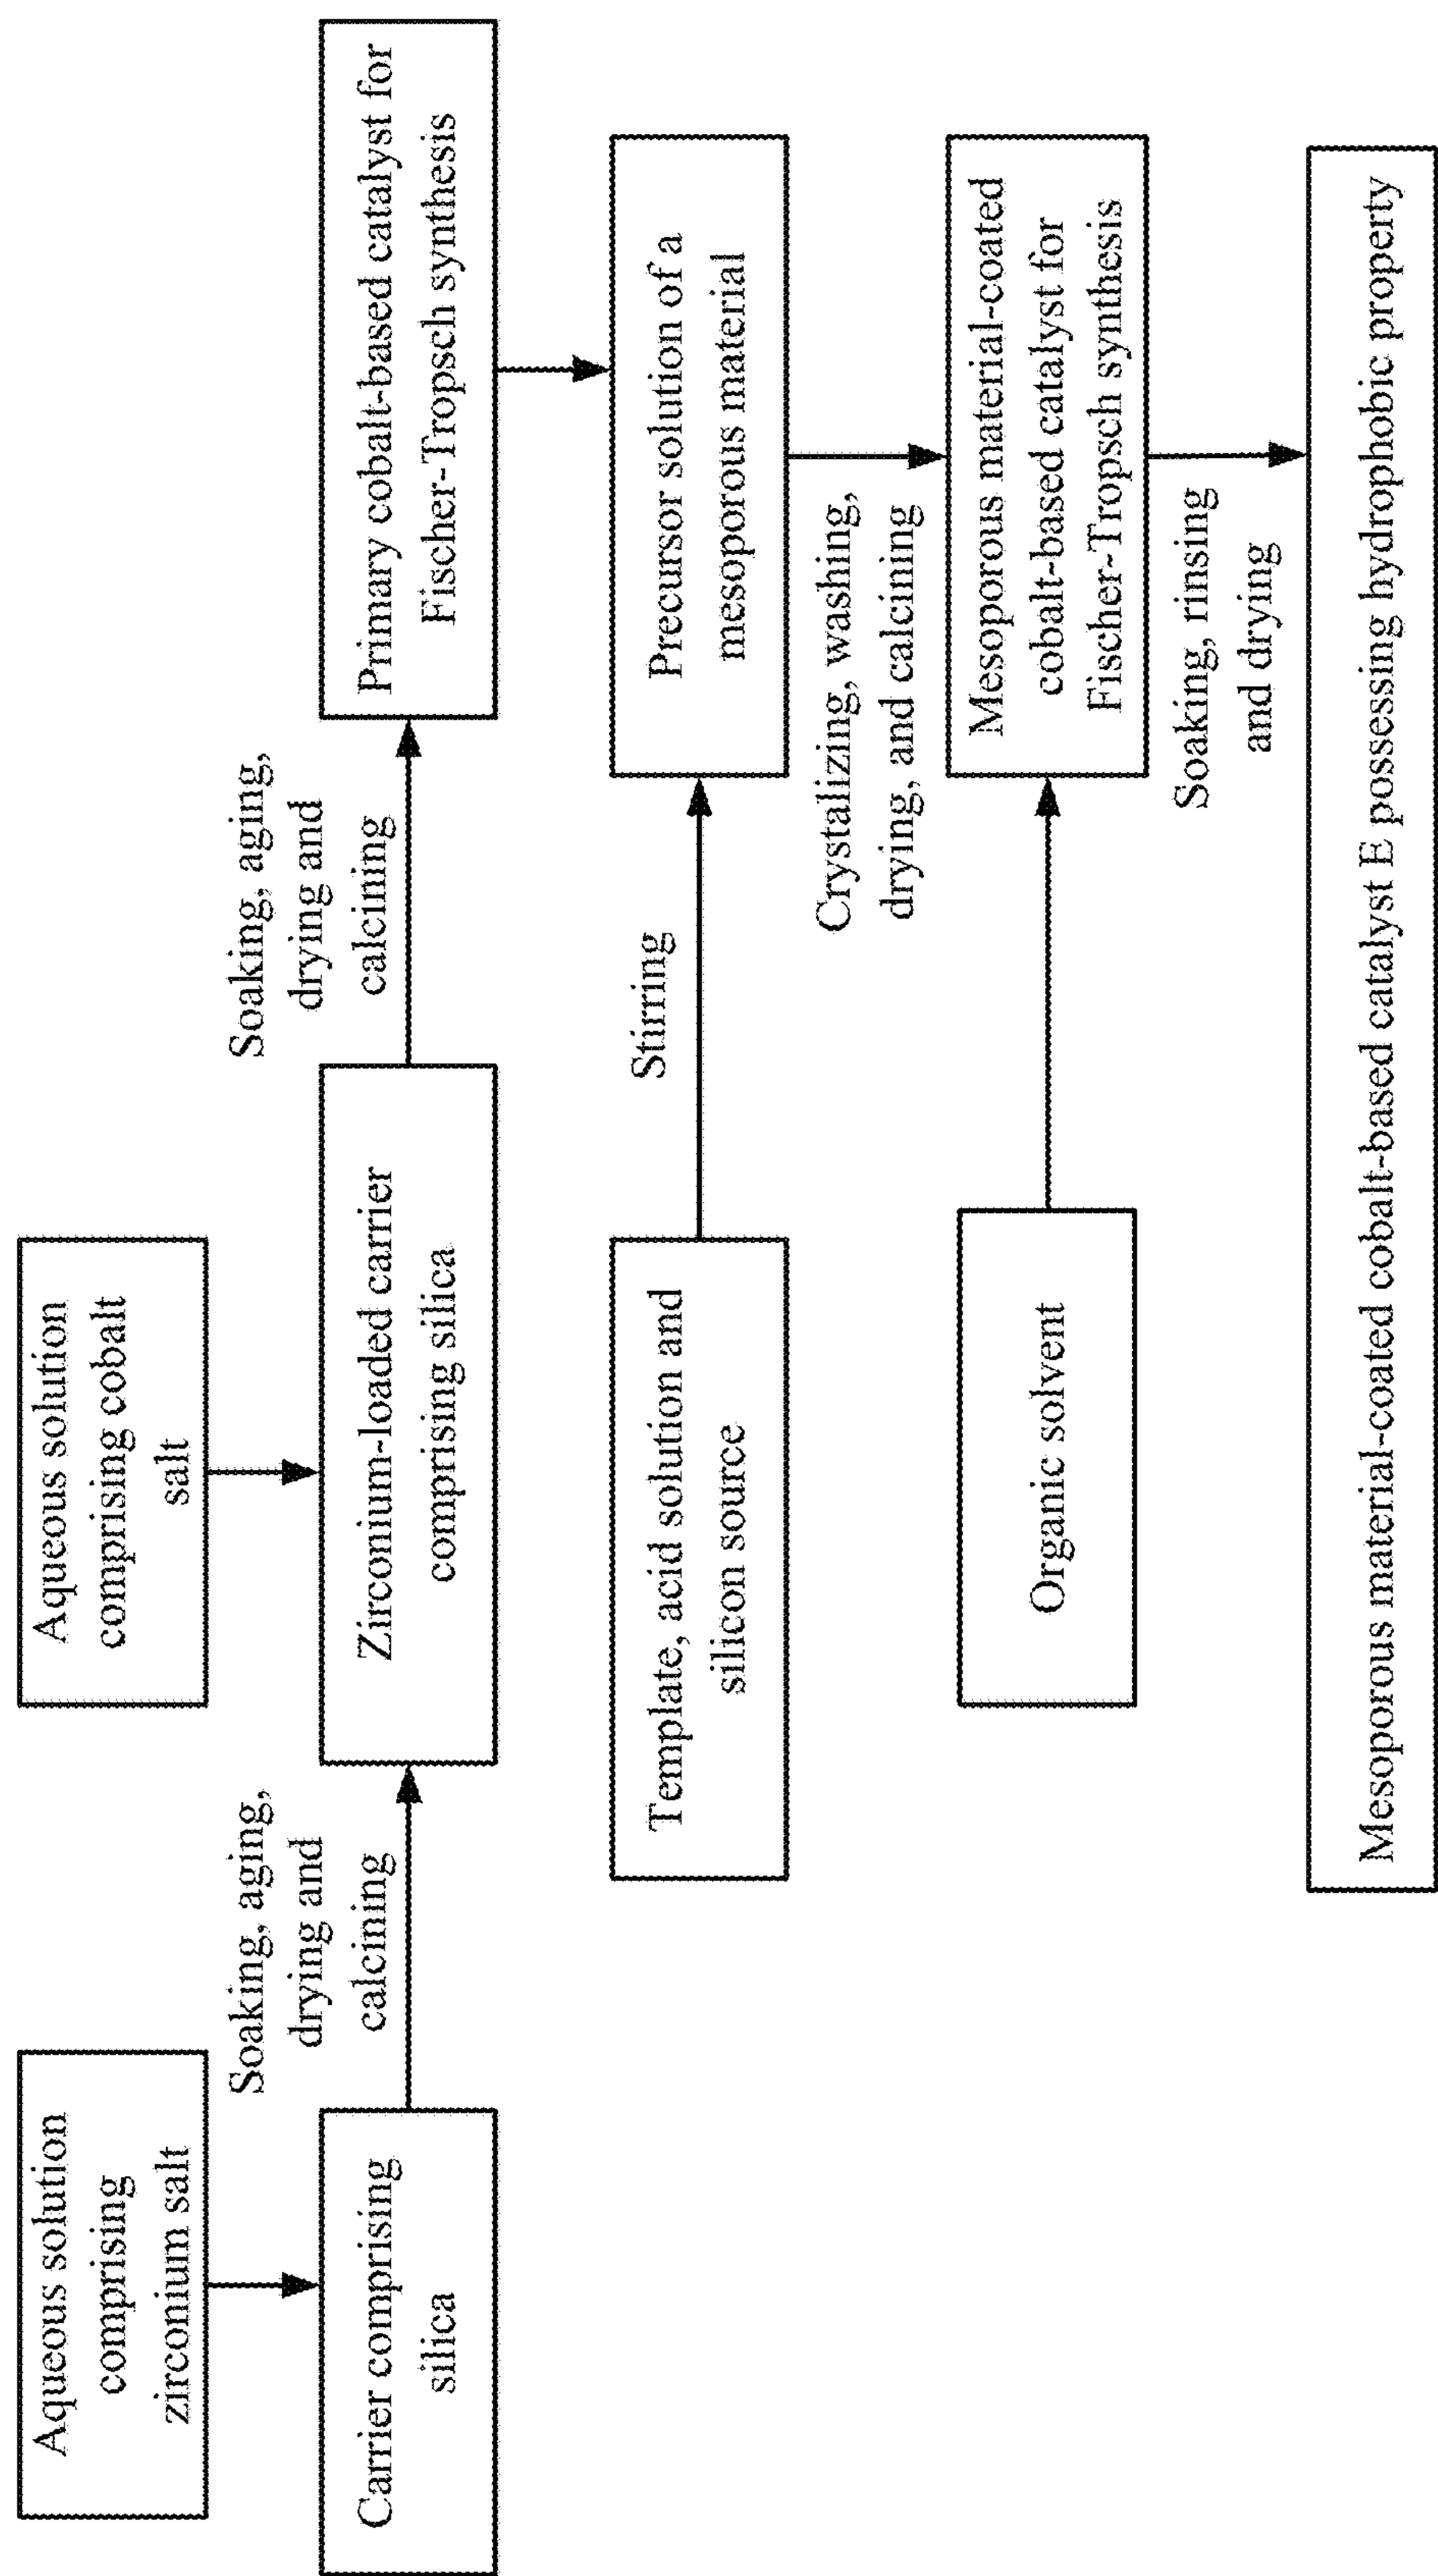 Aqueous solution
comprising
zirconium salt
Aqueous solution
comprising cobalt
salt
Carrier comprising
silica
Soaking, aging,
drying and
calcining
Zirconium-loaded carrier
comprising silica
Soaking, aging,
drying and
calcining
Primary cobalt-based catalyst for
Fischer-Tropsch synthesis
Template, acid solution and
silicon source
Stirring
Precursor solution of a
mesoporous material
Crystalizing, washing,
drying, and calcining
Organic solvent
Mesoporous material-coated
cobalt-based catalyst for
Fischer-Tropsch synthesis
Soaking, rinsing
and drying
Mesoporous material-coated cobalt-based catalyst E possessing hydrophobic property